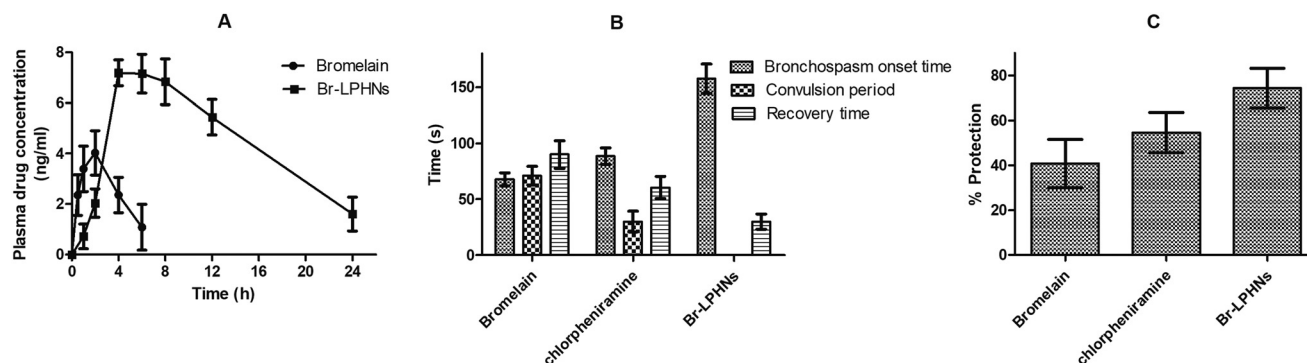 A
Plasma drug concentration
(ng/ml)
8
6
4
2
0
0
4
8
12
16
20
24
Time (h)
Bromelain
Br-LPHNs
B
Time (s)
150
100
50
0
Bromelain
chlorpheniramine
Br-LPHNs
Bronchospasm onset time
Convulsion period
Recovery time
C
% Protection
80
60
40
20
0
Bromelain
chlorpheniramine
Br-LPHNs